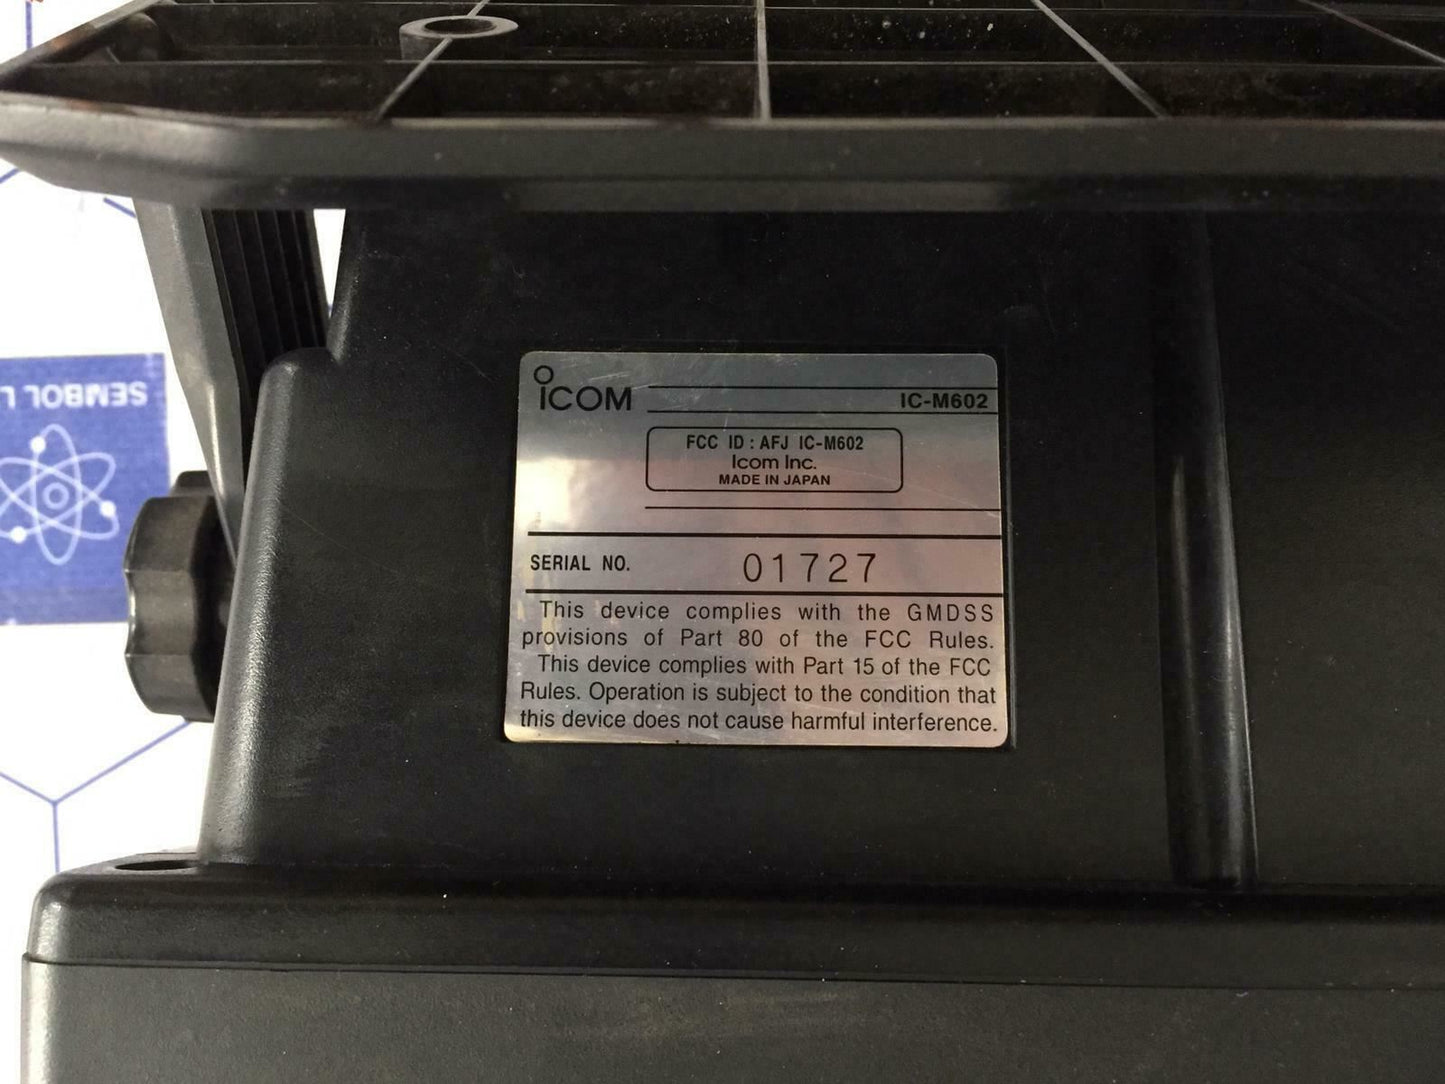 ICOM
IC-M602
FCC ID : AFJ IC-M602
Icom Inc.
MADE IN JAPAN
SERIAL NO. 01727
This device complies with the GMDSS
provisions of Part 80 of the FCC Rules.
This device complies with Part 15 of the FCC
Rules. Operation is subject to the condition that
this device does not cause harmful interference.
SEMBOL L